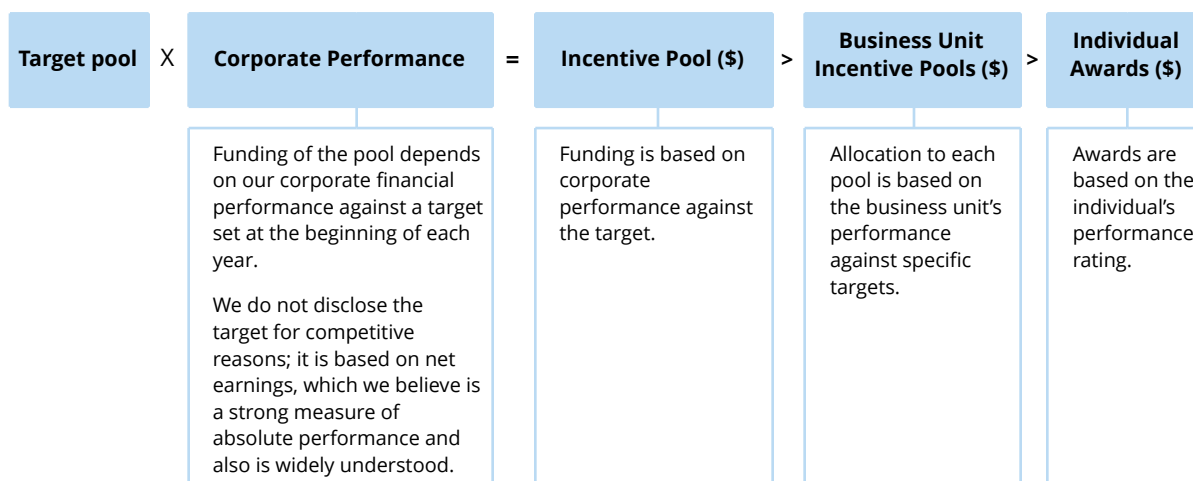 Target pool X Corporate Performance = Incentive Pool ($) > Business Unit Incentive Pools ($) > Individual Awards ($)
Funding of the pool depends
on our corporate financial
performance against a target
set at the beginning of each
year.
We do not disclose the
target for competitive
reasons; it is based on net
earnings, which we believe is
a strong measure of
absolute performance and
also is widely understood.
Funding is based on
corporate
performance against
the target.
Allocation to each
pool is based on
the business unit’s
performance
against specific
targets.
Awards are
based on the
individual’s
performance
rating.